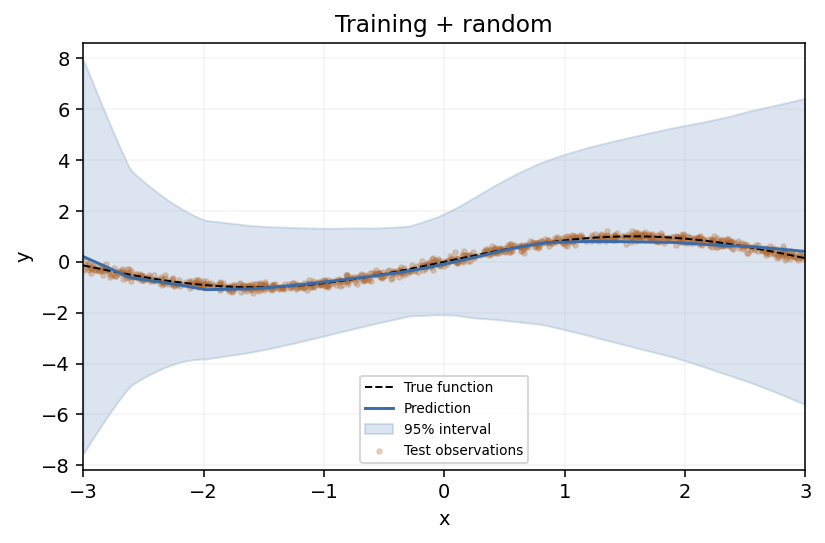 Training + random
8
6
4
2
0
−2
−4
−6
−8
y
True function
Prediction
95% interval
Test observations
−3
−2
−1
0
1
2
3
x